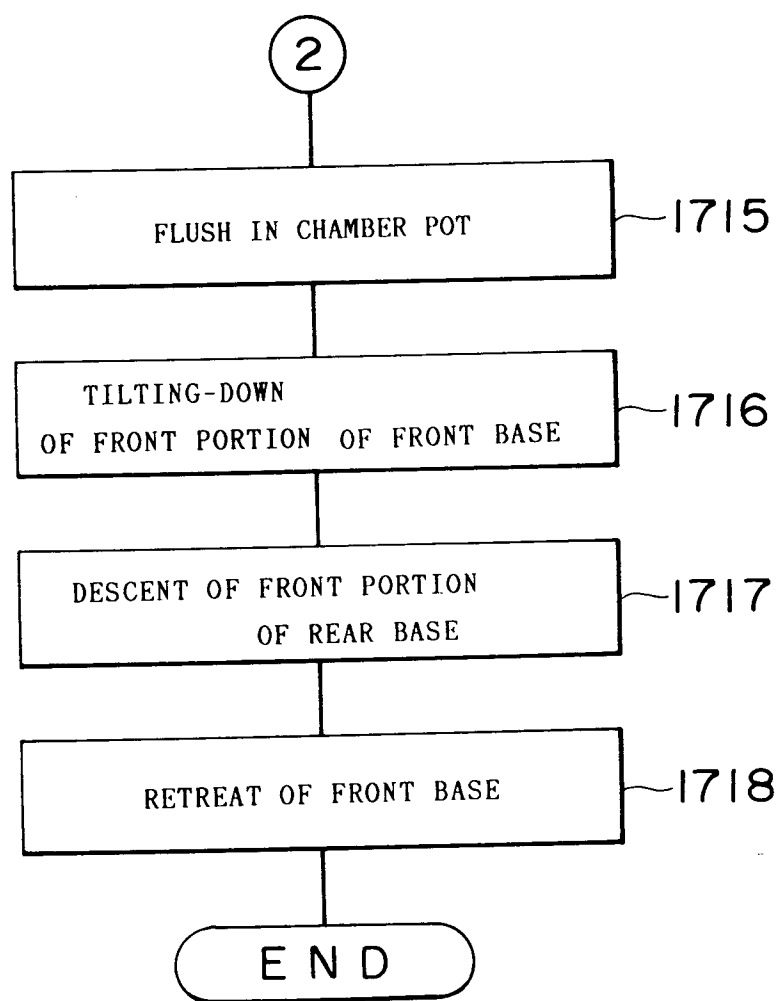 2
FLUSH IN CHAMBER POT
1715
TILTING-DOWN
OF FRONT PORTION OF FRONT BASE
1716
DESCENT OF FRONT PORTION
OF REAR BASE
1717
RETREAT OF FRONT BASE
1718
END